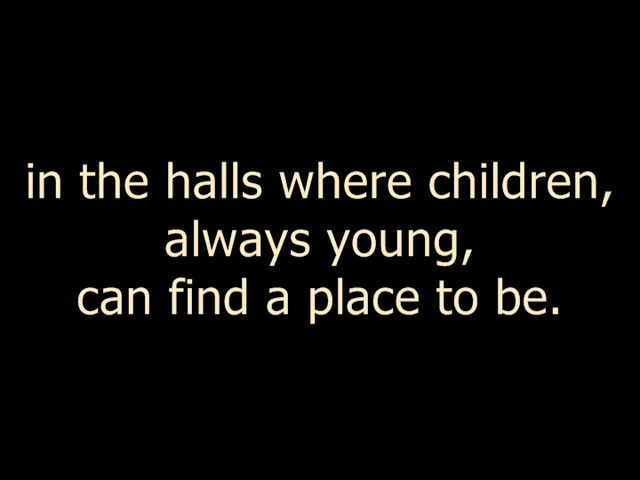 in the halls where children,
always young,
can find a place to be.